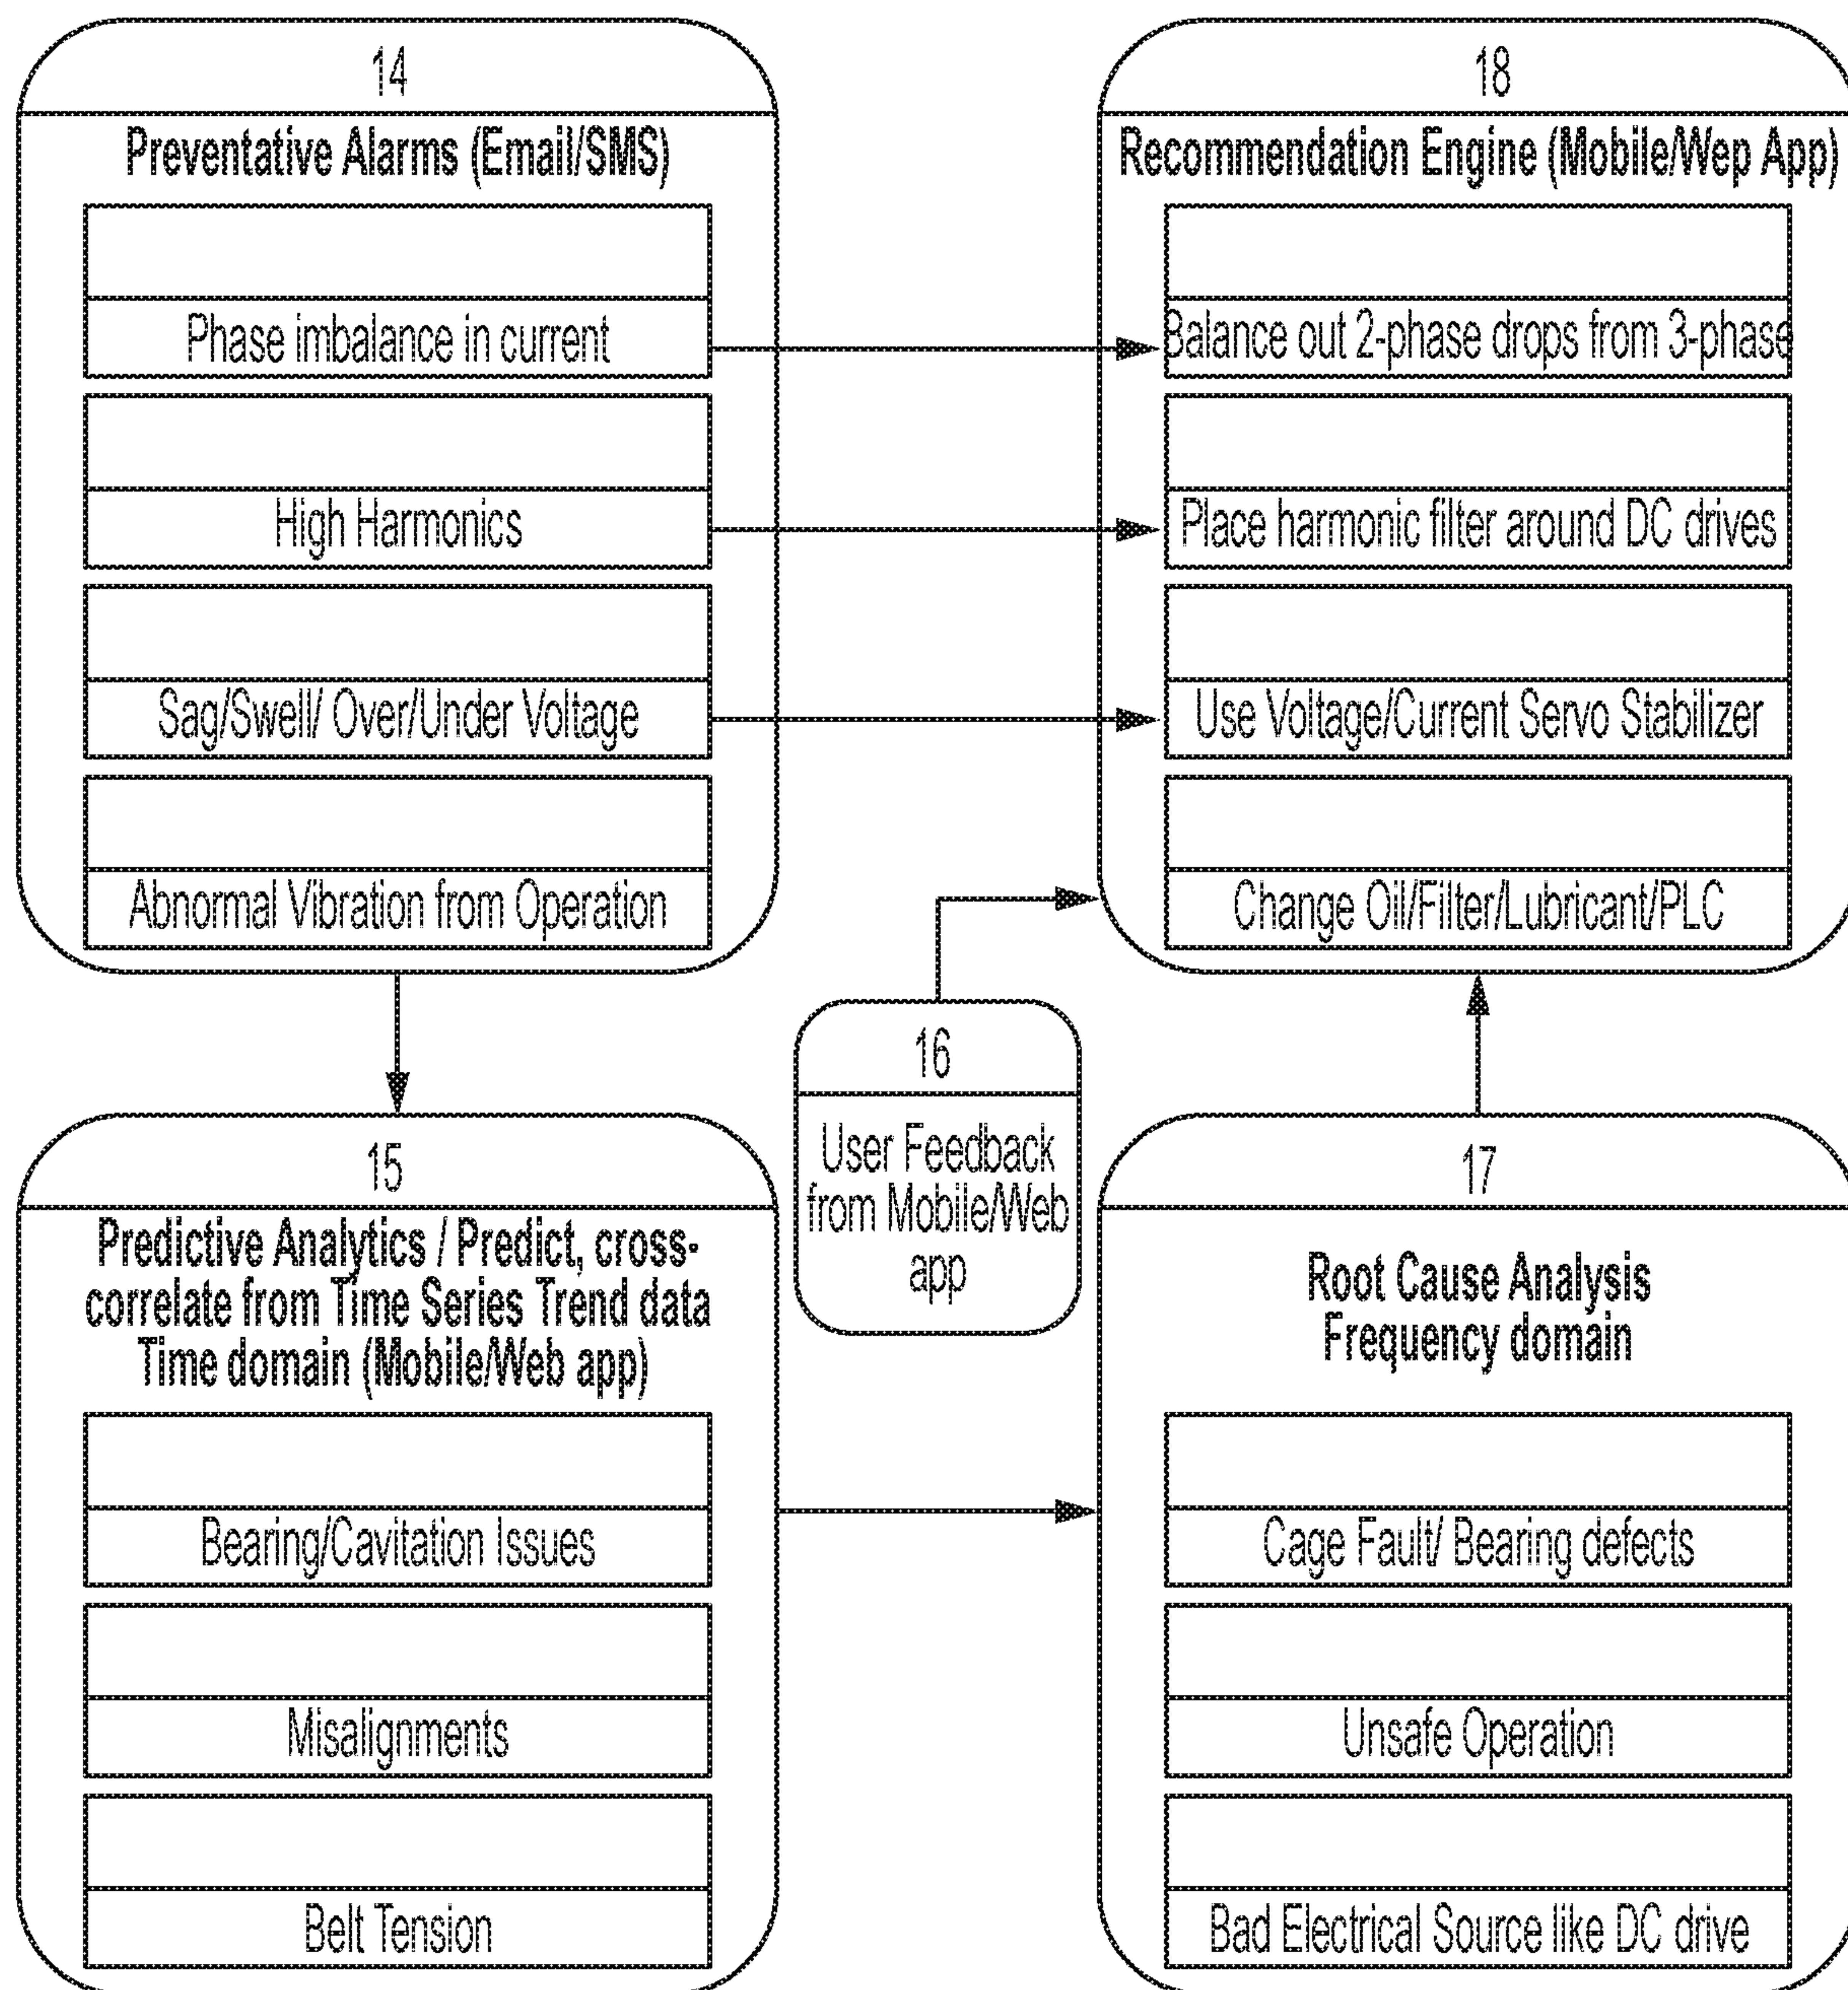 14
Preventative Alarms (Email/SMS)
Phase imbalance in current
High Harmonics
Sag/Swell/ Over/Under Voltage
Abnormal Vibration from Operation
18
Recommendation Engine (Mobile/Wep App)
Balance out 2-phase drops from 3-phase
Place harmonic filter around DC drives
Use Voltage/Current Servo Stabilizer
Change Oil/Filter/Lubricant/PLC
16
User Feedback
from Mobile/Web
app
15
Predictive Analytics / Predict, cross-
correlate from Time Series Trend data
Time domain (Mobile/Web app)
Bearing/Cavitation Issues
Misalignments
Belt Tension
17
Root Cause Analysis
Frequency domain
Cage Fault/ Bearing defects
Unsafe Operation
Bad Electrical Source like DC drive